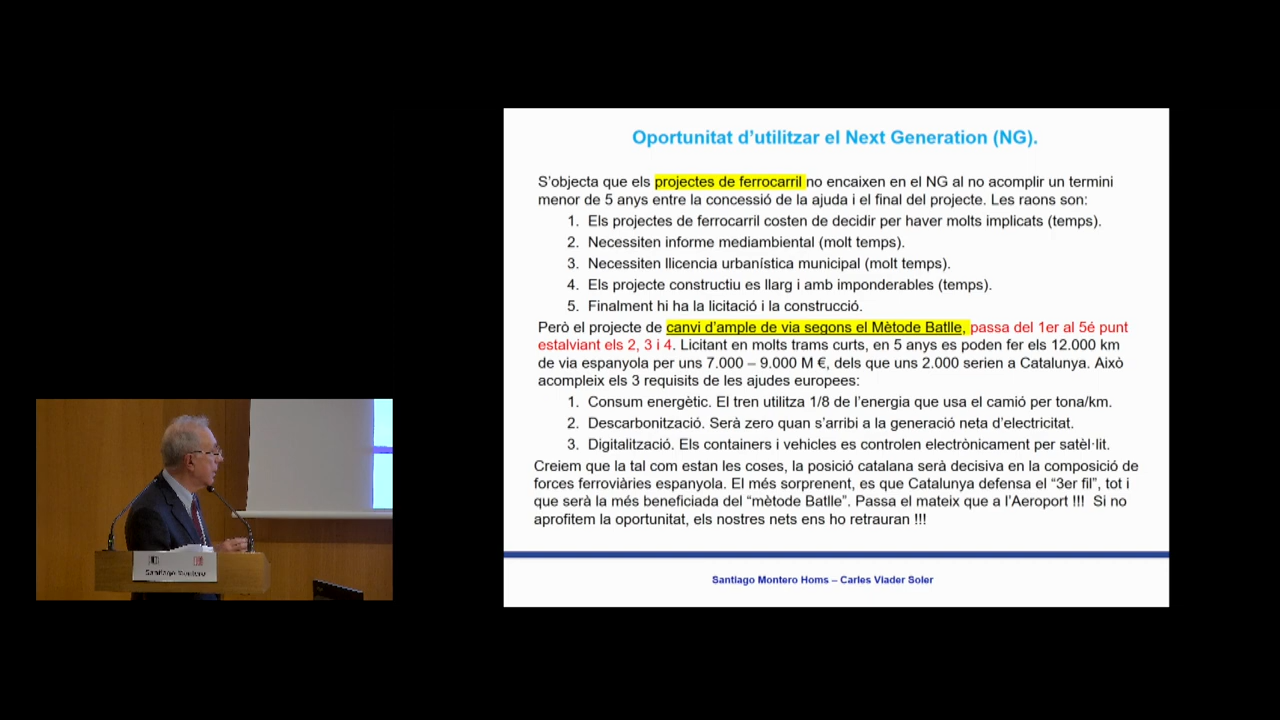 Oportunitat d’utilitzar el Next Generation (NG).
S’objecta que els projectes de ferrocarril no encaixen en el NG al no acomplir un termini
menor de 5 anys entre la concessió de la ajuda i el final del projecte. Les raons són:
1. Els projectes de ferrocarril costen de decidir per haver molts implicats (temps).
2. Necessiten informe mediambiental (molt temps).
3. Necessiten llicencia urbanística municipal (molt temps).
4. Els projecte constructiu es llarg i amb imponderables (temps).
5. Finalment hi ha la licitació i la construcció.
Però el projecte de canvi d’ample de via segons el Mètode Batlle, passa del 1er al 5é punt
estalviant els 2, 3 i 4. Licitant en molts trams curts, en 5 anys es poden fer els 12.000 km
de via espanyola per uns 7.000 – 9.000 M €, dels que uns 2.000 serien a Catalunya. Això
acompleix els 3 requisits de les ajudes europees:
1. Consum energètic. El tren utilitza 1/8 de l’energia que usa el camió per tona/km.
2. Descarbonització. Serà zero quan s’arribi a la generació neta d’electricitat.
3. Digitalització. Els containers i vehicles es controlen electrònicament per satèl·lit.
Creiem que la tal com estan les coses, la posició catalana serà decisiva en la composició de
forces ferroviàries espanyola. El més sorprenent, es que Catalunya defensa el “3er fil”, tot i
que serà la més beneficiada del “mètode Batlle”. Passa el mateix que a l’Aeroport !!! Si no
aprofitem la oportunitat, els nostres nets ens ho retrauran !!!
Santiago Montero Homs – Carles Viader Soler
Santiago Montero